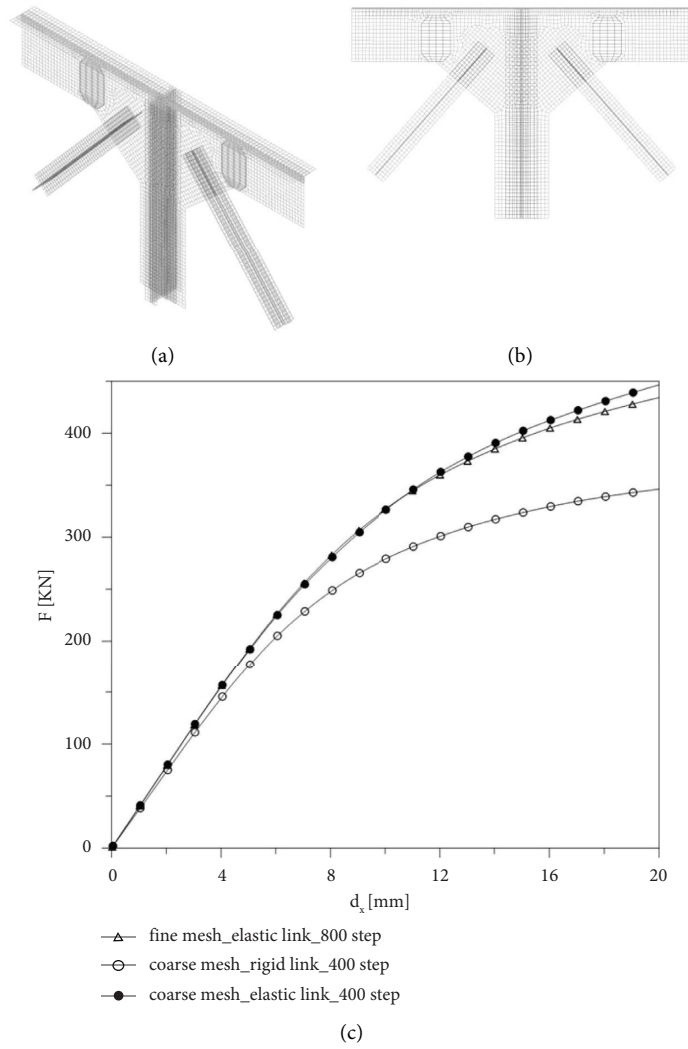 (a)
(b)
400
300
200
100
0
F [KN]
0 4 8 12 16 20
dₓ [mm]
fine mesh_elastic link_800 step
coarse mesh_rigid link_400 step
coarse mesh_elastic link_400 step
(c)